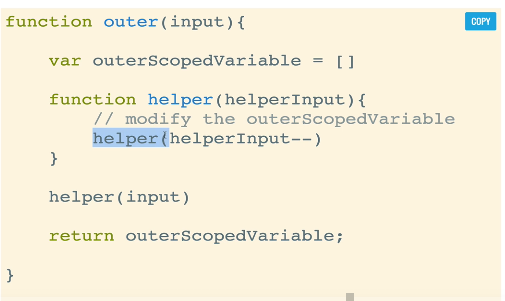 function outer(input){
COPY
var outerScopedVariable = []
function helper(helperInput){
// modify the outerScopedVariable
helper(helperInput--)
}
helper(input)
return outerScopedVariable;
}